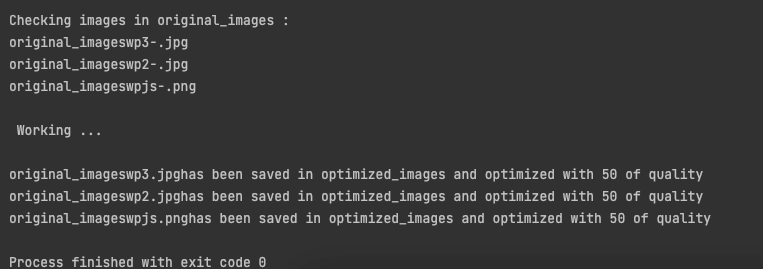 Checking images in original_images :
original_imageswp3-.jpg
original_imageswp2-.jpg
original_imageswpjs-.png
Working ...
original_imageswp3.jpghas been saved in optimized_images and optimized with 50 of quality
original_imageswp2.jpghas been saved in optimized_images and optimized with 50 of quality
original_imageswpjs.pnghas been saved in optimized_images and optimized with 50 of quality
Process finished with exit code 0